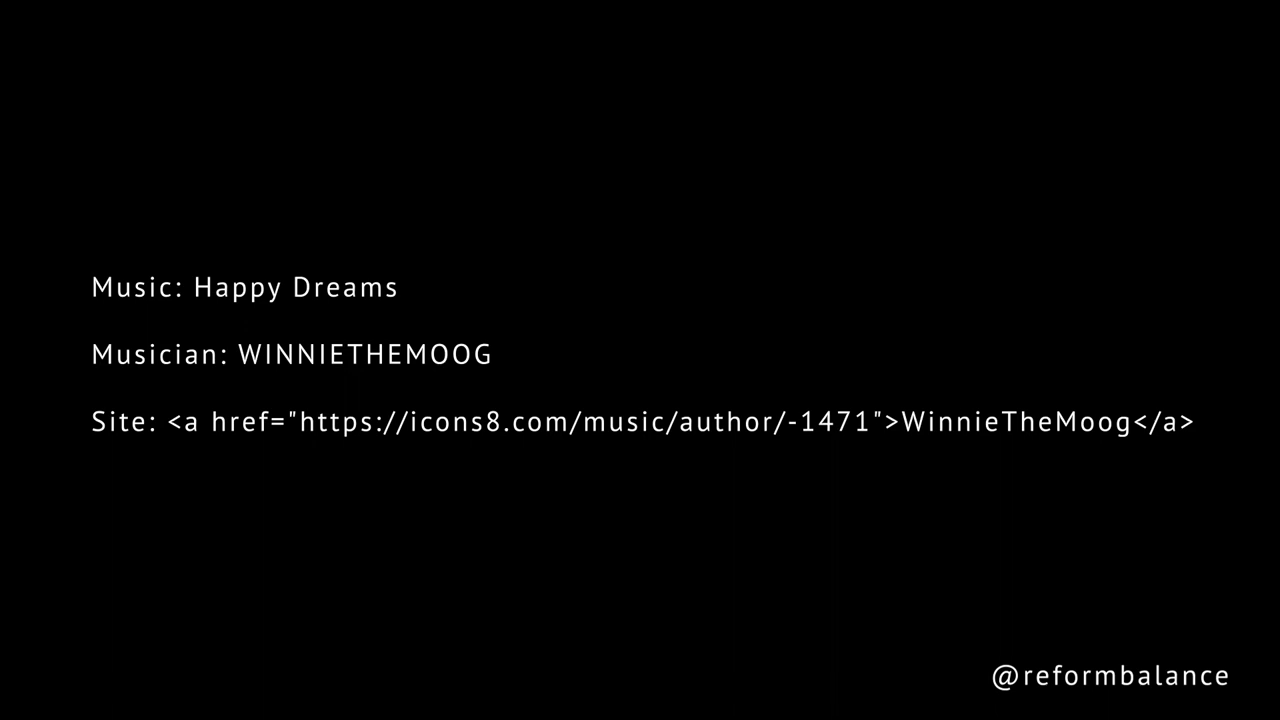 Music: Happy Dreams
Musician: WINNIETHEMOOG
Site: <a href="https://icons8.com/music/author/-1471">WinnieTheMoog</a>
@reformbalance